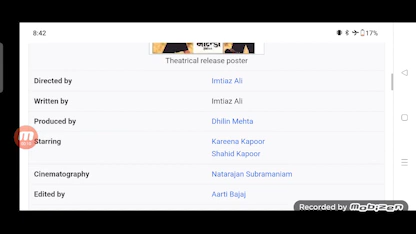 8:42
17%
Theatrical release poster
Directed by Imtiaz Ali
Written by Imtiaz Ali
Produced by Dhilin Mehta
Starring Kareena Kapoor
Shahid Kapoor
Cinematography Natarajan Subramaniam
Edited by Aarti Bajaj
Recorded by Mobizen